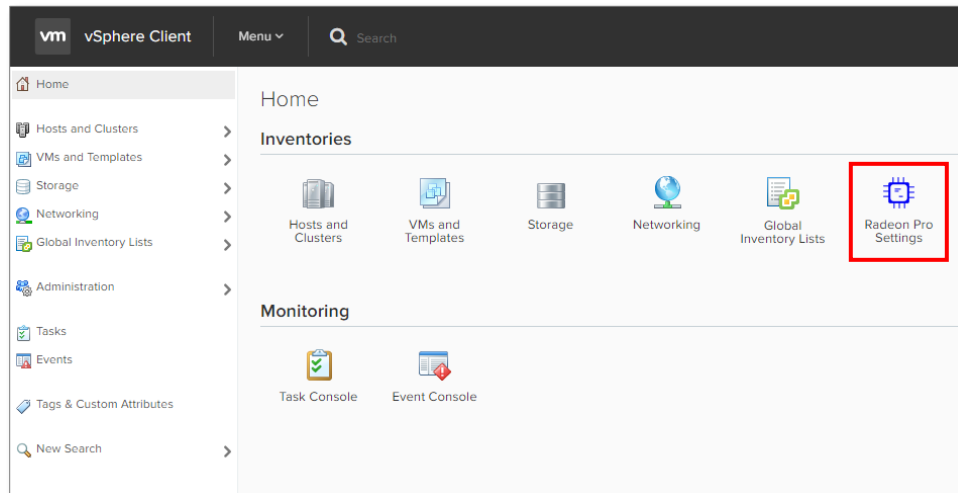 vm vSphere Client Menu Search
Home
Hosts and Clusters
VMs and Templates
Storage
Networking
Global Inventory Lists
Administration
Tasks
Events
Tags & Custom Attributes
New Search
Home
Inventories
Hosts and
Clusters
VMs and
Templates
Storage
Networking
Global
Inventory Lists
Radeon Pro
Settings
Monitoring
Task Console
Event Console